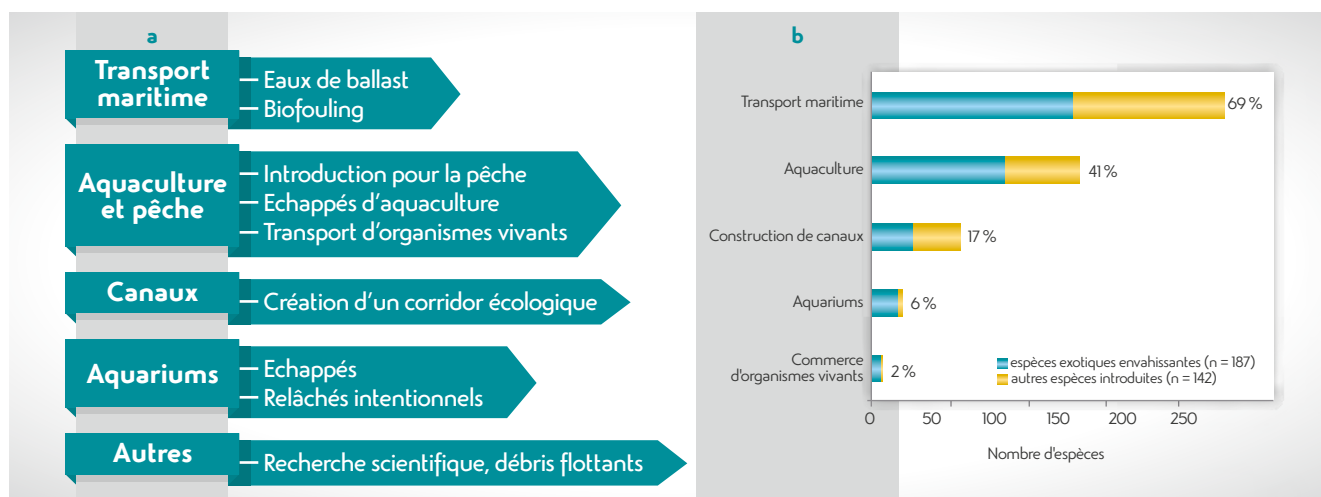 a
Transport
maritime
– Eaux de ballast
– Biofouling
Aquaculture
et pêche
– Introduction pour la pêche
– Echappés d'aquaculture
– Transport d'organismes vivants
Canaux
– Création d'un corridor écologique
Aquariums
– Echappés
– Relâchés intentionnels
Autres
– Recherche scientifique, débris flottants
b
Transport maritime
69 %
Aquaculture
41 %
Construction de canaux
17 %
Aquariums
6 %
Commerce
d'organismes vivants
2 %
espèces exotiques envahissantes (n = 187)
autres espèces introduites (n = 142)
0 50 100 150 200 250
Nombre d'espèces